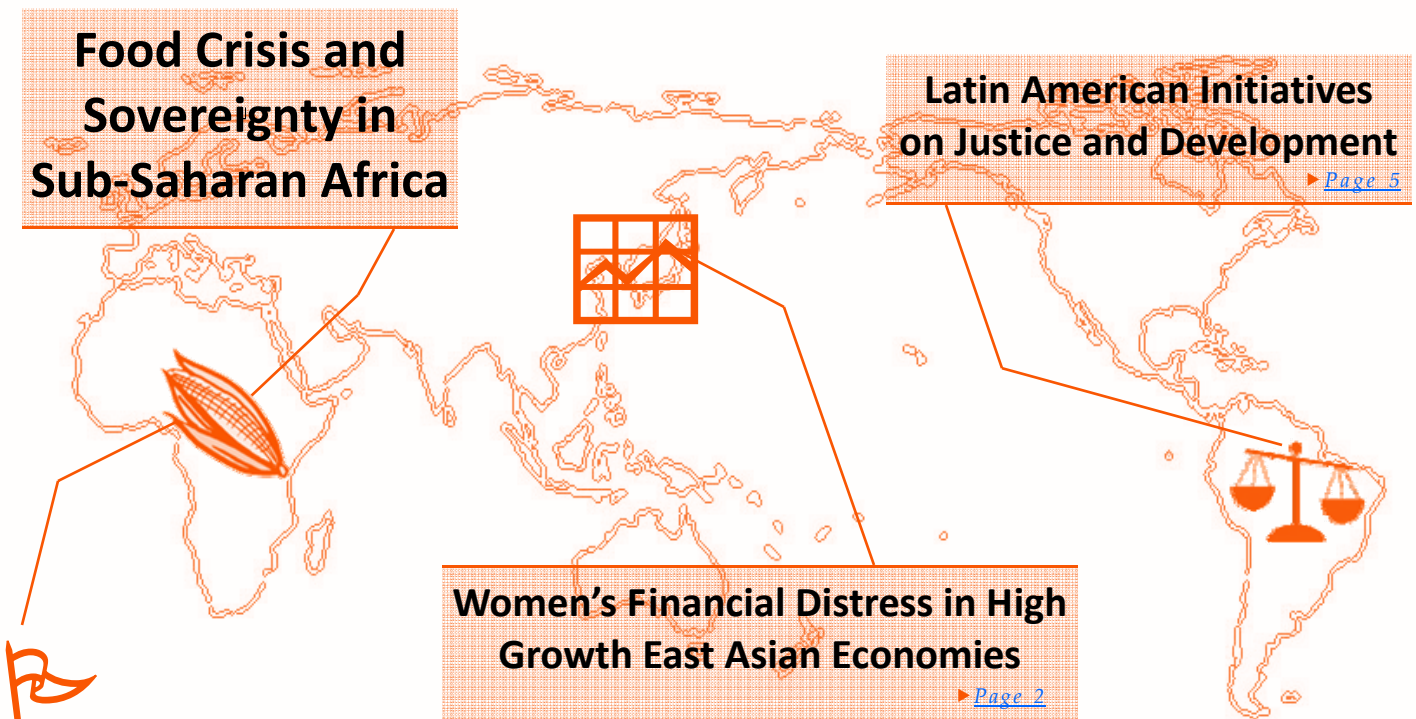 Food Crisis and
Sovereignty in
Sub-Saharan Africa
Latin American Initiatives
on Justice and Development
Page 5
Women’s Financial Distress in High
Growth East Asian Economies
Page 2